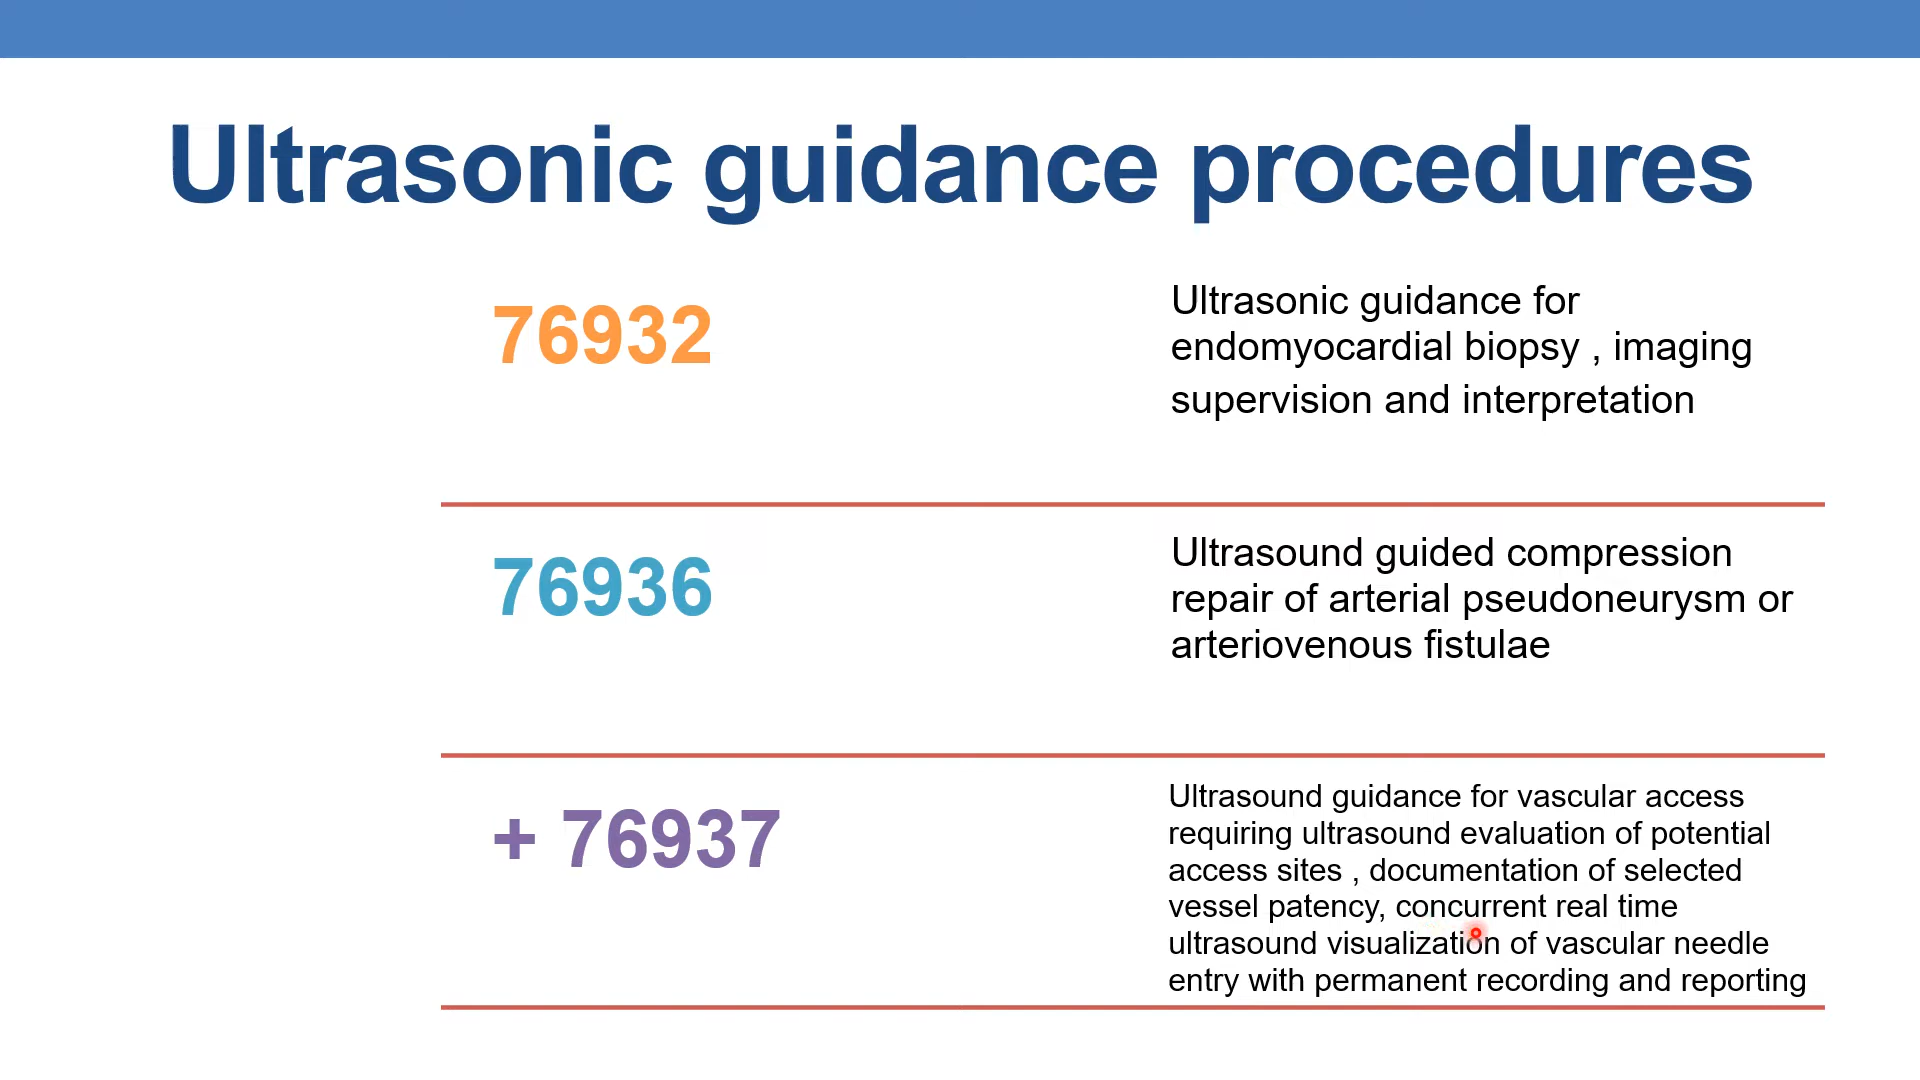 Ultrasonic guidance procedures
76932
Ultrasonic guidance for
endomyocardial biopsy , imaging
supervision and interpretation
76936
Ultrasound guided compression
repair of arterial pseudoneurysm or
arteriovenous fistulae
+ 76937
Ultrasound guidance for vascular access
requiring ultrasound evaluation of potential
access sites , documentation of selected
vessel patency, concurrent real time
ultrasound visualization of vascular needle
entry with permanent recording and reporting